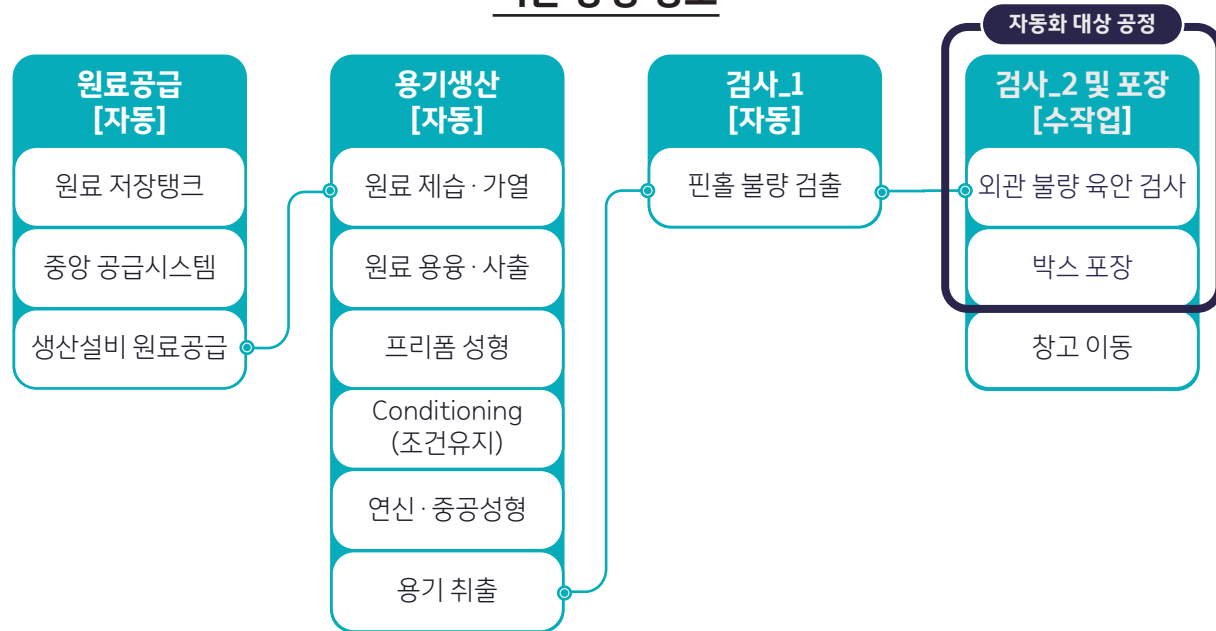 자동화 대상 공정
원료공급
[자동]
원료 저장탱크
중앙 공급시스템
생산설비 원료공급
용기생산
[자동]
원료 제습 · 가열
원료 용융 · 사출
프리폼 성형
Conditioning
(조건유지)
연신 · 중공성형
용기 취출
검사_1
[자동]
핀홀 불량 검출
검사_2 및 포장
[수작업]
외관 불량 육안 검사
박스 포장
창고 이동